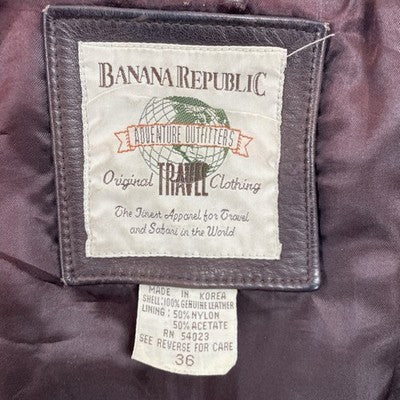 BANANA REPUBLIC
ADVENTURE OUTFITTERS
Original TRAVEL Clothing
The Finest Apparel for Travel
and Safari in the World
MADE IN KOREA
SHELL:100% GENUINE LEATHER
LINING : 50% NYLON
50% ACETATE
RN 54023
SEE REVERSE FOR CARE
36